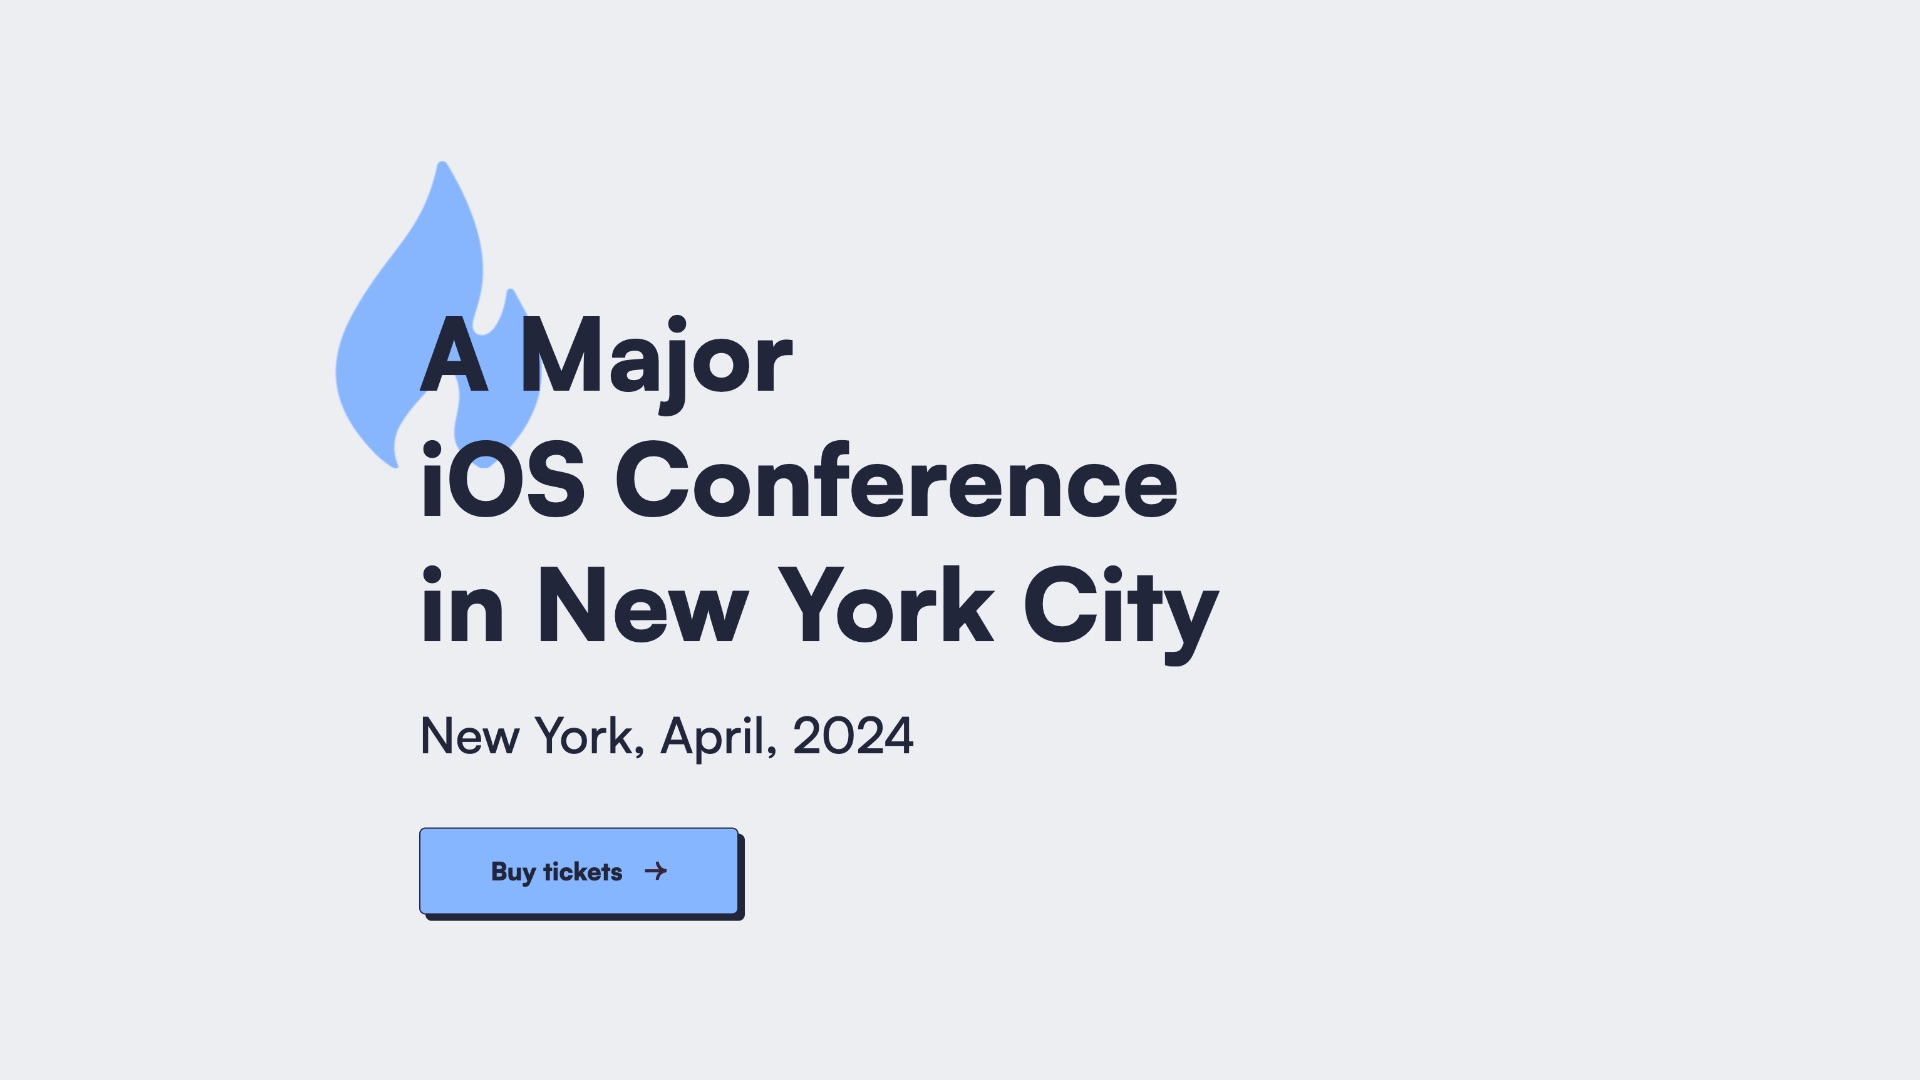 A Major
iOS Conference
in New York City
New York, April, 2024
Buy tickets →